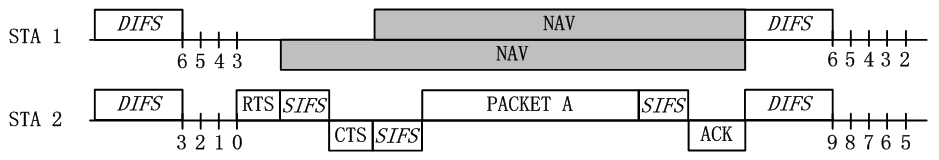 DIFS NAV DIFS
STA 1
NAV
6 5 4 3 6 5 4 3 2
DIFS RTS SIFS PACKET A SIFS DIFS
STA 2
CTS SIFS ACK
3 2 1 0 9 8 7 6 5